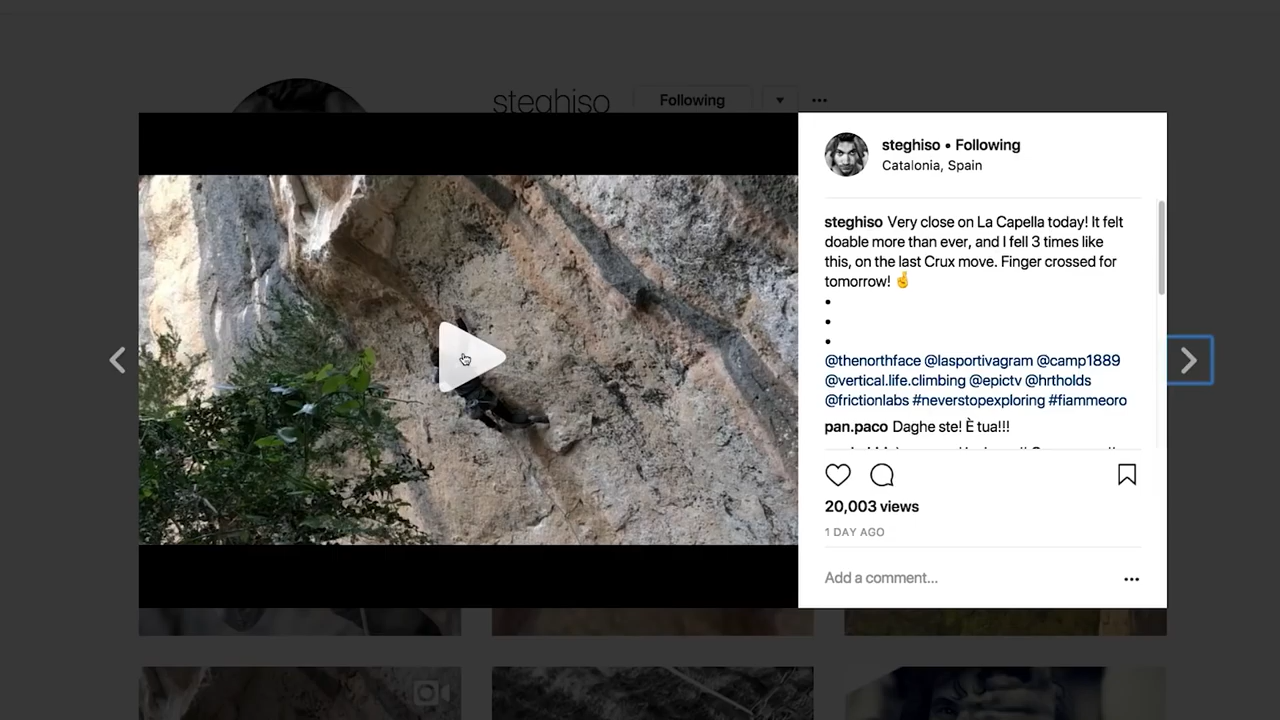 steghiso Following
steghiso • Following
Catalonia, Spain
steghiso Very close on La Capella today! It felt
doable more than ever, and I fell 3 times like
this, on the last Crux move. Finger crossed for
tomorrow! 🤞
•
•
•
@thenorthface @lasportivagram @camp1889
@vertical.life.climbing @epictv @hrtholds
@frictionlabs #neverstopexploring #fiammeoro
pan.paco Daghe ste! È tua!!!
20,003 views
1 DAY AGO
Add a comment...